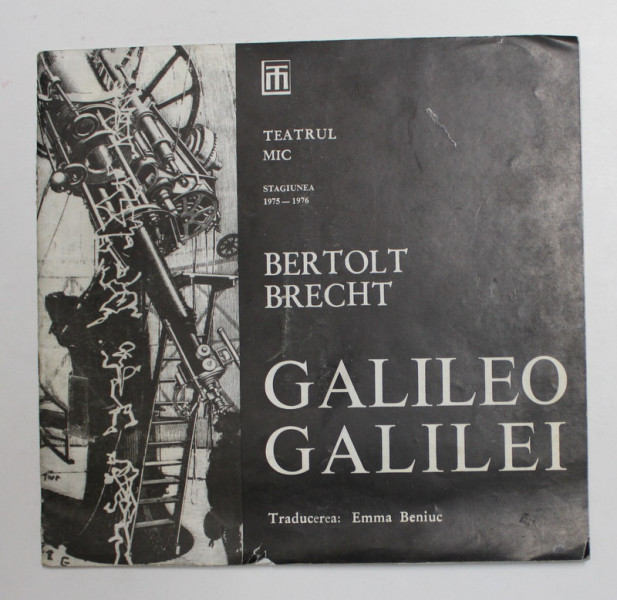 TM
TEATRUL
MIC
STAGIUNEA
1975 — 1976
BERTOLT
BRECHT
GALILEO
GALILEI
Traducerea: Emma Beniuc